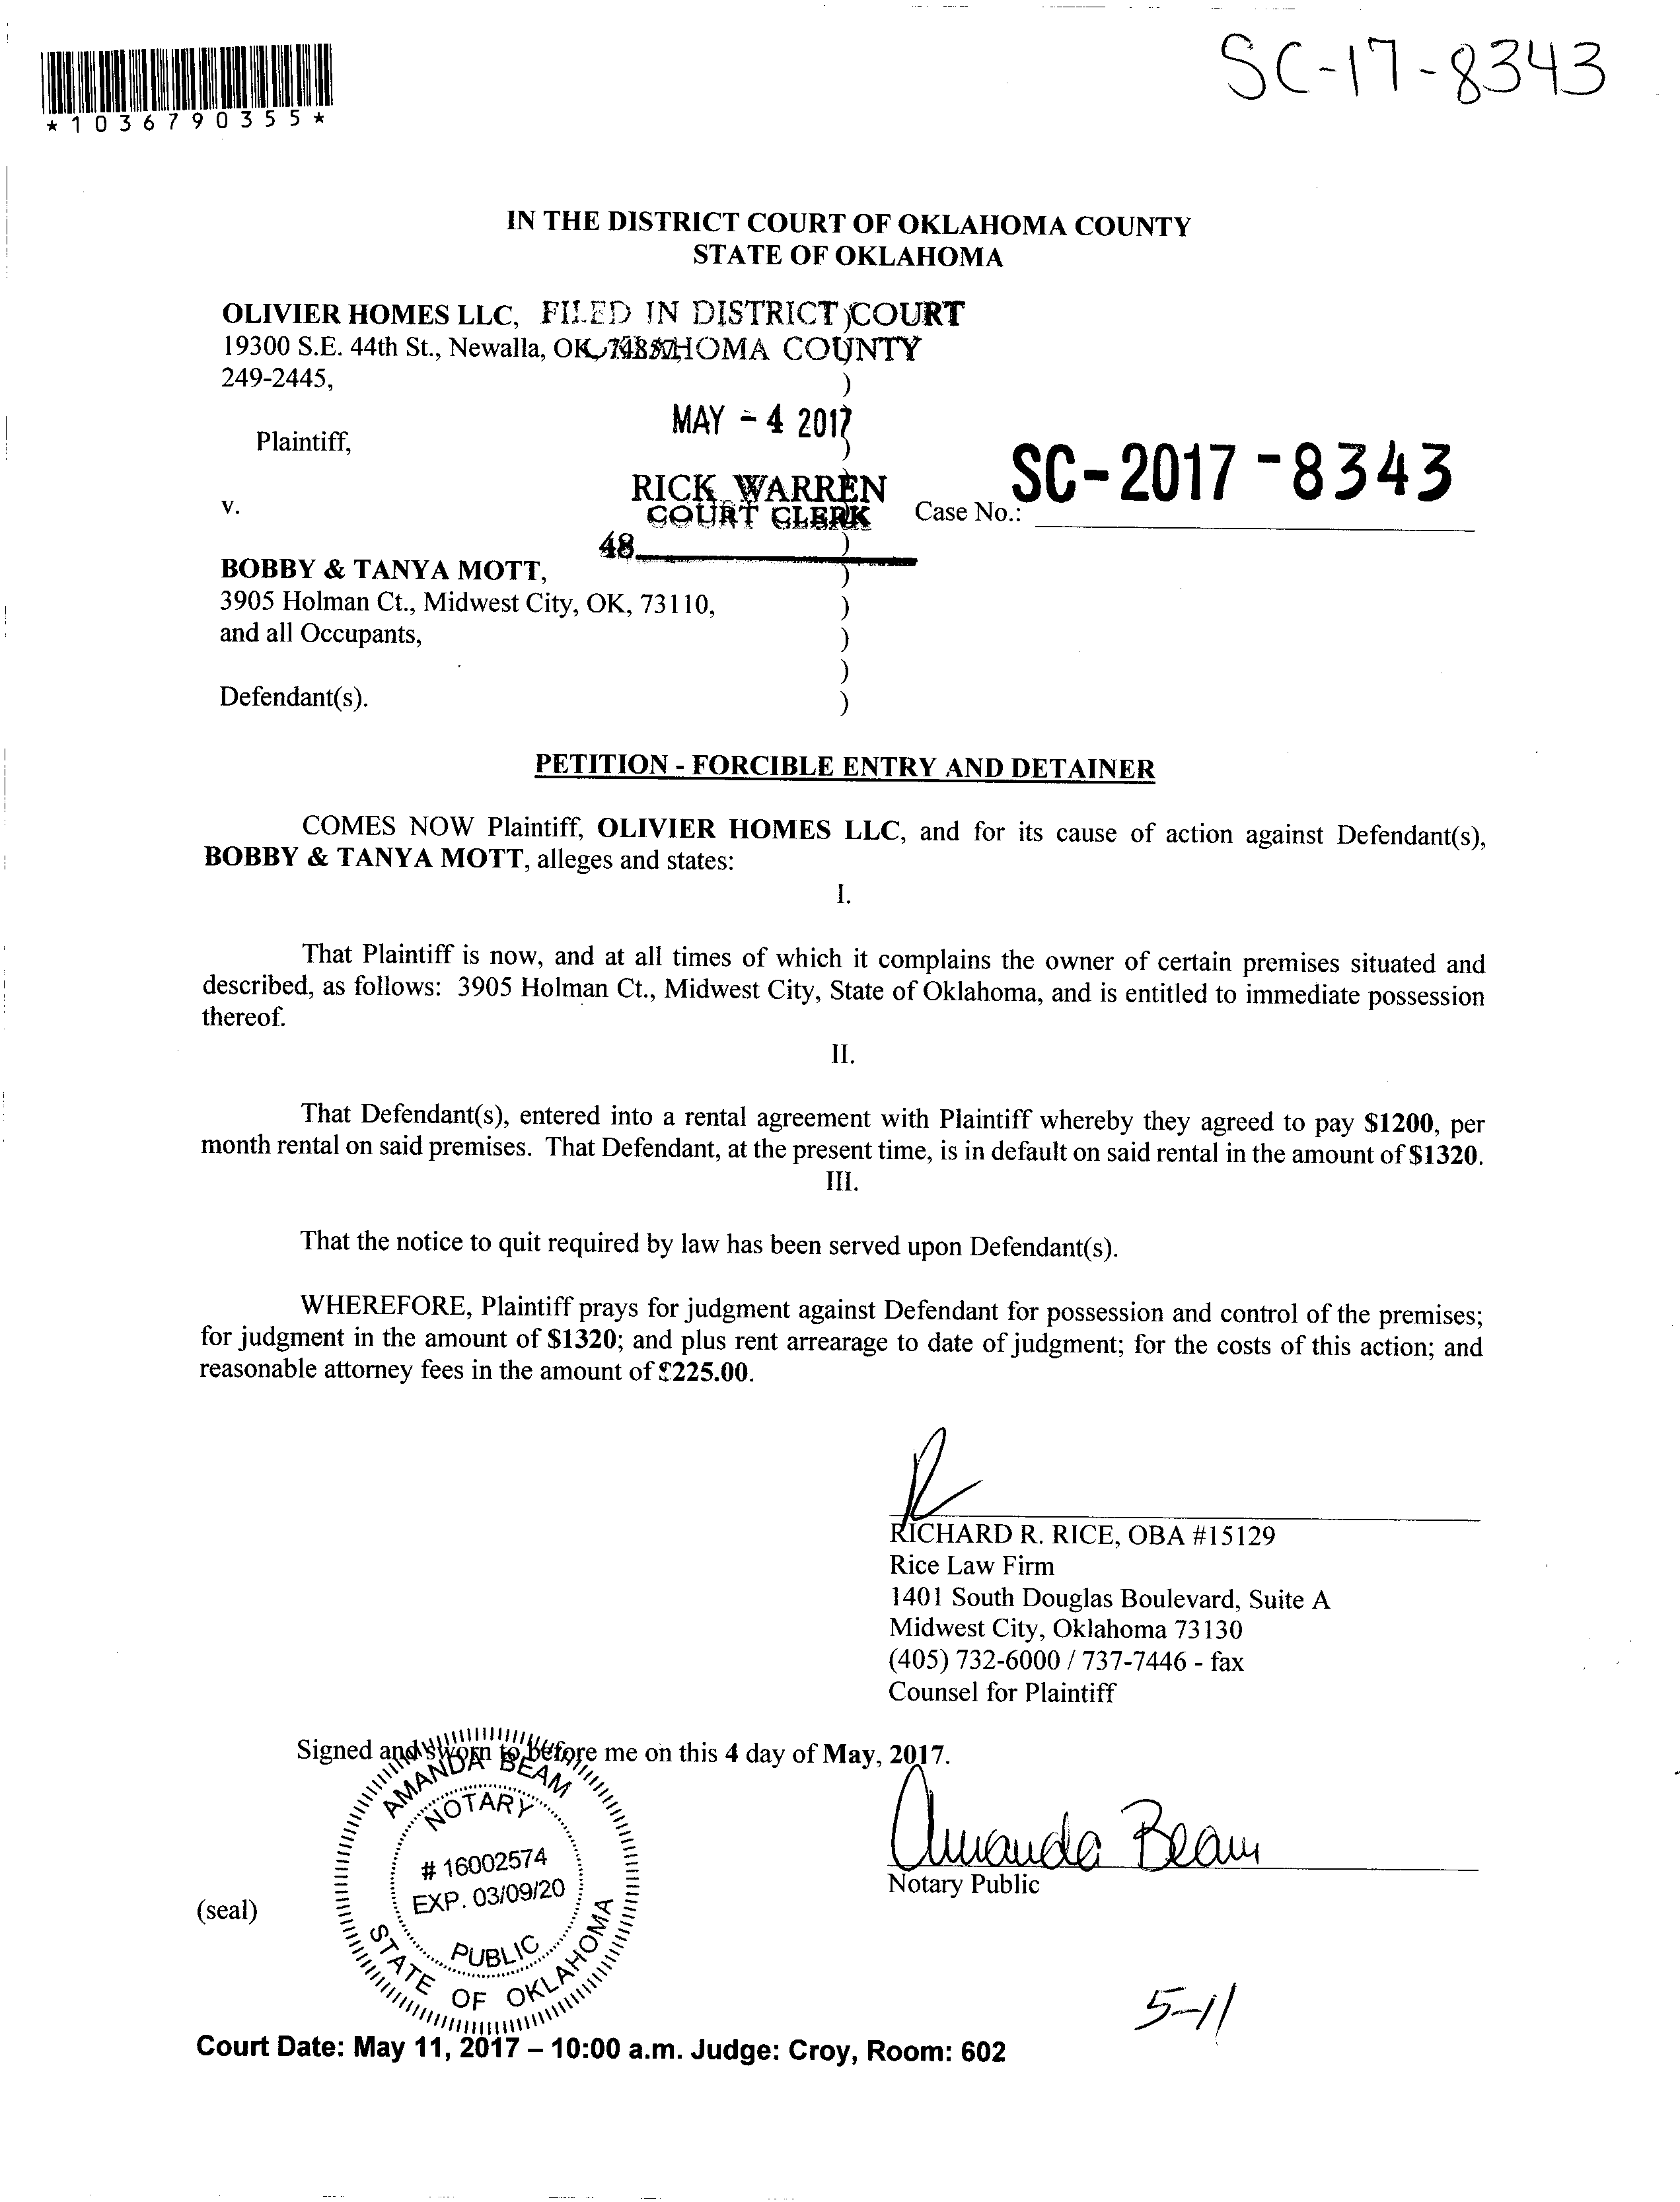 SC-17-8343
*1036790355*
IN THE DISTRICT COURT OF OKLAHOMA COUNTY
STATE OF OKLAHOMA
OLIVIER HOMES LLC, FILED IN DISTRICT COURT
)
19300 S.E. 44th St., Newalla, OK, OKLAHOMA COUNTY
)
249-2445,
)
MAY - 4 2017
)
Plaintiff,
SC-2017-8343
RICK WARREN
v.
COURT CLERK
Case No.:
48
)
BOBBY & TANYA MOTT,
)
3905 Holman Ct., Midwest City, OK, 73110,
)
and all Occupants,
)
)
Defendant(s).
)
PETITION - FORCIBLE ENTRY AND DETAINER
COMES NOW Plaintiff, OLIVIER HOMES LLC, and for its cause of action against Defendant(s),
BOBBY & TANYA MOTT, alleges and states:
I.
That Plaintiff is now, and at all times of which it complains the owner of certain premises situated and
described, as follows: 3905 Holman Ct., Midwest City, State of Oklahoma, and is entitled to immediate possession
thereof.
II.
That Defendant(s), entered into a rental agreement with Plaintiff whereby they agreed to pay $1200, per
month rental on said premises. That Defendant, at the present time, is in default on said rental in the amount of $1320.
III.
That the notice to quit required by law has been served upon Defendant(s).
WHEREFORE, Plaintiff prays for judgment against Defendant for possession and control of the premises;
for judgment in the amount of $1320; and plus rent arrearage to date of judgment; for the costs of this action; and
reasonable attorney fees in the amount of $225.00.
RICHARD R. RICE, OBA #15129
Rice Law Firm
1401 South Douglas Boulevard, Suite A
Midwest City, Oklahoma 73130
(405) 732-6000 / 737-7446 - fax
Counsel for Plaintiff
Signed and sworn to before me on this 4 day of May, 2017.
AMANDA BEAM
NOTARY
# 16002574
EXP. 03/09/20
PUBLIC
STATE OF OKLAHOMA
Amanda Beam
Notary Public
(seal)
5-11
Court Date: May 11, 2017 – 10:00 a.m. Judge: Croy, Room: 602